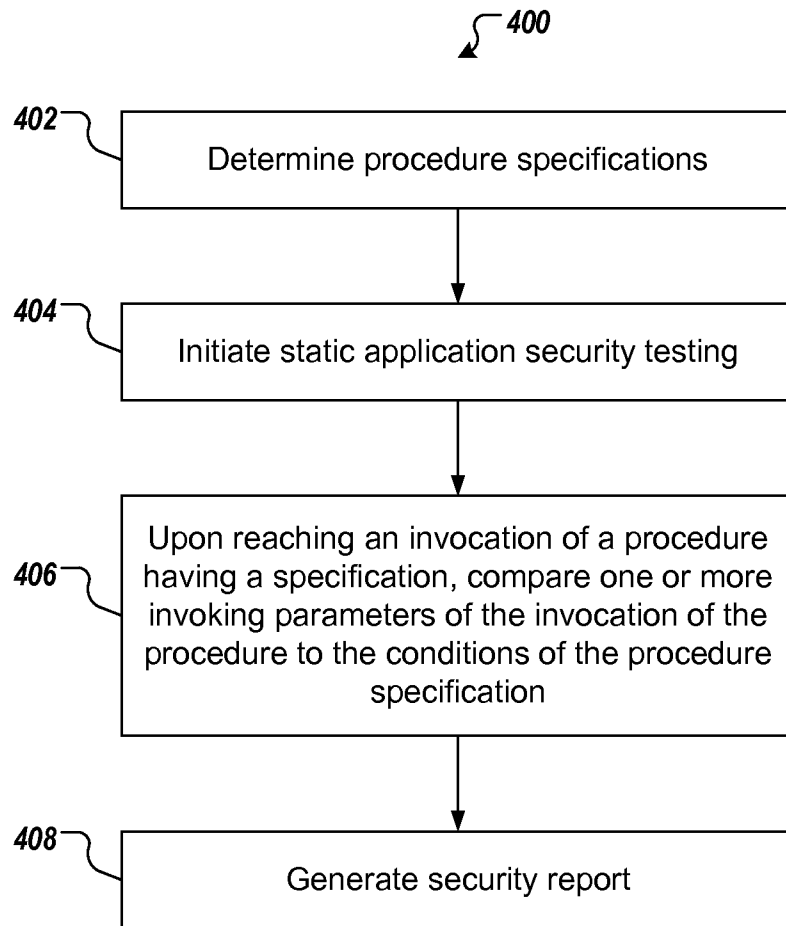 400
402
Determine procedure specifications
404
Initiate static application security testing
406
Upon reaching an invocation of a procedure
having a specification, compare one or more
invoking parameters of the invocation of the
procedure to the conditions of the procedure
specification
408
Generate security report